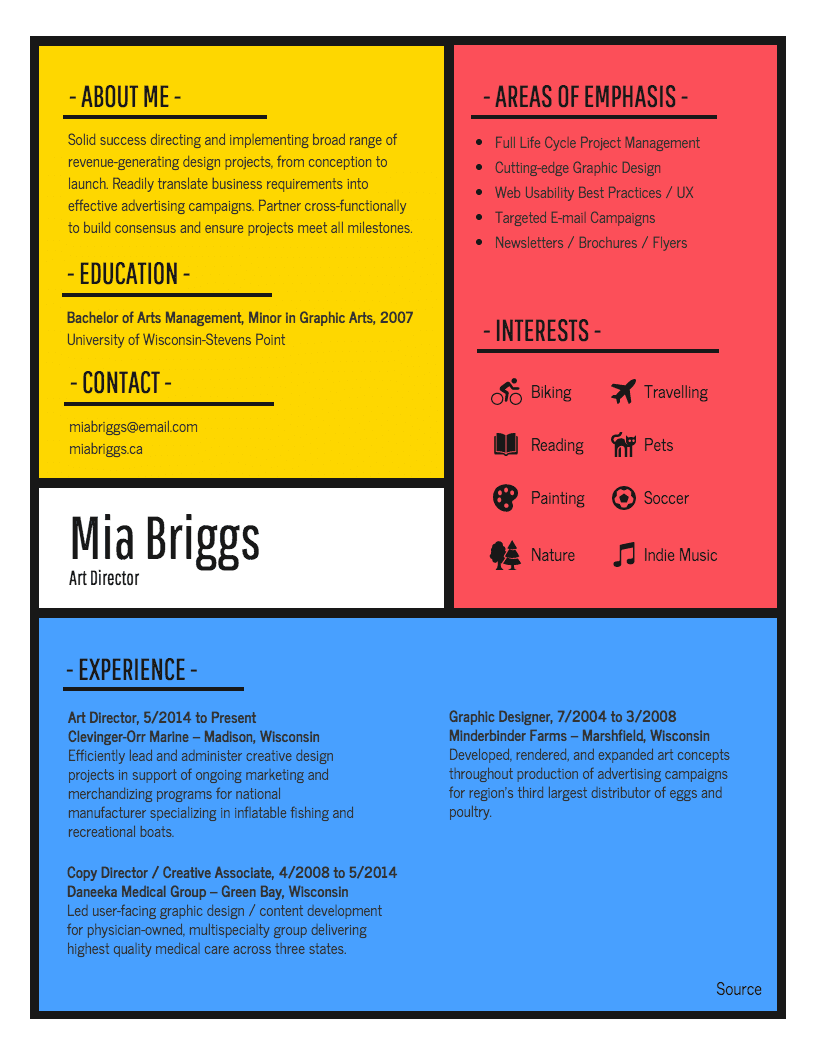 - ABOUT ME -
Solid success directing and implementing broad range of
revenue-generating design projects, from conception to
launch. Readily translate business requirements into
effective advertising campaigns. Partner cross-functionally
to build consensus and ensure projects meet all milestones.
- EDUCATION -
Bachelor of Arts Management, Minor in Graphic Arts, 2007
University of Wisconsin-Stevens Point
- CONTACT -
miabriggs@email.com
miabriggs.ca
Mia Briggs
Art Director
- AREAS OF EMPHASIS -
• Full Life Cycle Project Management
• Cutting-edge Graphic Design
• Web Usability Best Practices / UX
• Targeted E-mail Campaigns
• Newsletters / Brochures / Flyers
- INTERESTS -
Biking Travelling
Reading Pets
Painting Soccer
Nature Indie Music
- EXPERIENCE -
Art Director, 5/2014 to Present
Clevinger-Orr Marine – Madison, Wisconsin
Efficiently lead and administer creative design
projects in support of ongoing marketing and
merchandizing programs for national
manufacturer specializing in inflatable fishing and
recreational boats.
Copy Director / Creative Associate, 4/2008 to 5/2014
Daneeka Medical Group – Green Bay, Wisconsin
Led user-facing graphic design / content development
for physician-owned, multispecialty group delivering
highest quality medical care across three states.
Graphic Designer, 7/2004 to 3/2008
Minderbinder Farms – Marshfield, Wisconsin
Developed, rendered, and expanded art concepts
throughout production of advertising campaigns
for region's third largest distributor of eggs and
poultry.
Source